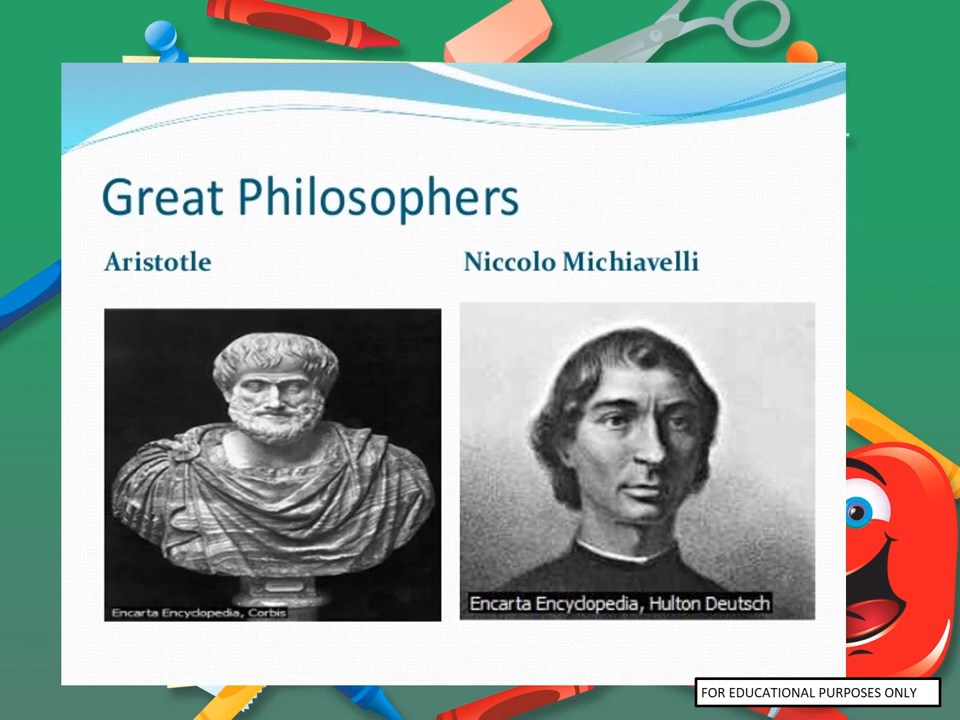 Great Philosophers
Aristotle
Niccolo Michiavelli
Encarta Encyclopedia, Corbis
Encarta Encyclopedia, Hulton Deutsch
FOR EDUCATIONAL PURPOSES ONLY